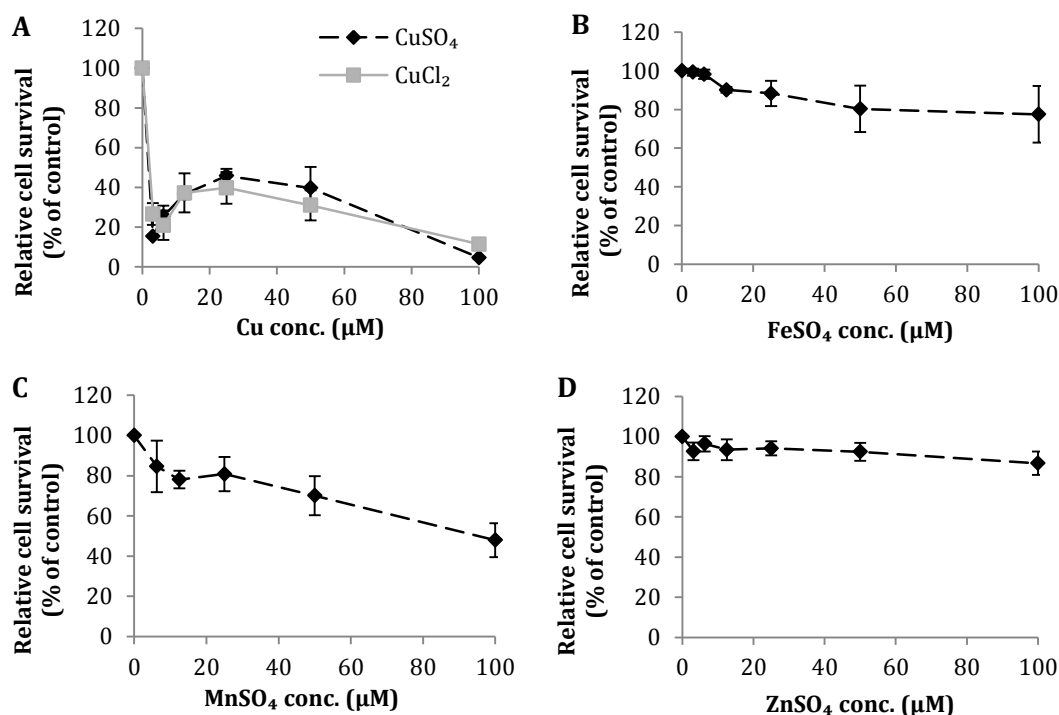 A
120
100
80
60
40
20
0
Relative cell survival
(% of control)
CuSO₄
CuCl₂
0 20 40 60 80 100
Cu conc. (µM)
B
120
100
80
60
40
20
0
Relative cell survival
(% of control)
0 20 40 60 80 100
FeSO₄ conc. (µM)
C
120
100
80
60
40
20
0
Relative cell survival
(% of control)
0 20 40 60 80 100
MnSO₄ conc. (µM)
D
120
100
80
60
40
20
0
Relative cell survival
(% of control)
0 20 40 60 80 100
ZnSO₄ conc. (µM)